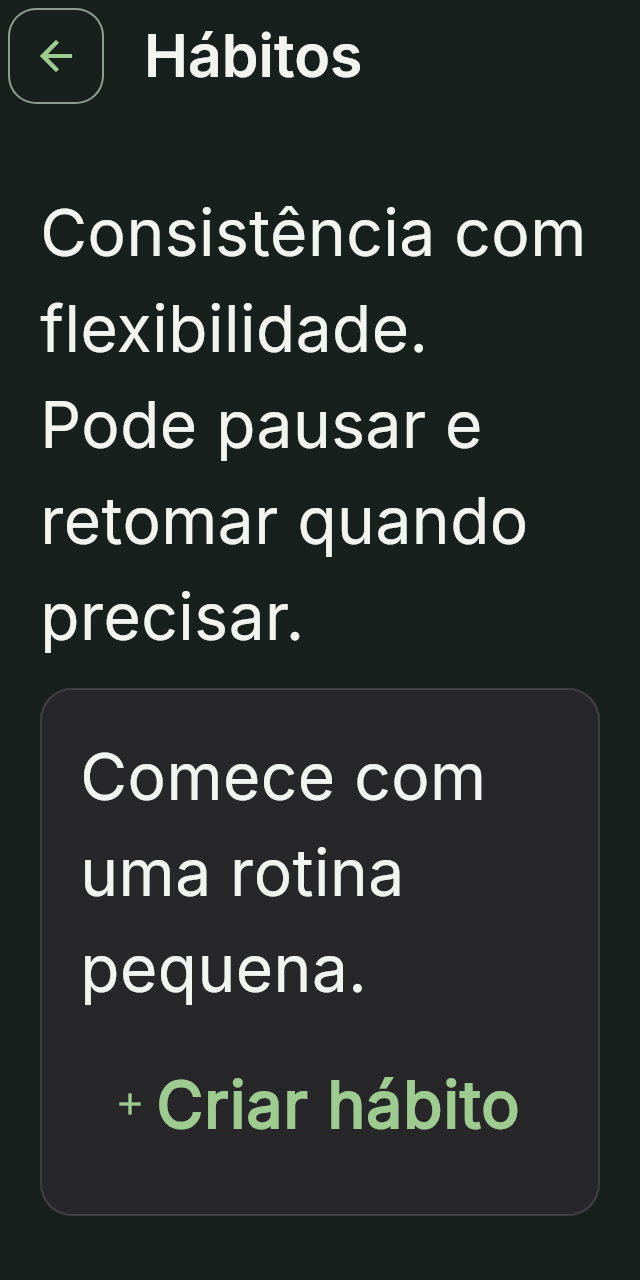 Hábitos
Consistência com
flexibilidade.
Pode pausar e
retomar quando
precisar.
Comece com
uma rotina
pequena.
+ Criar hábito